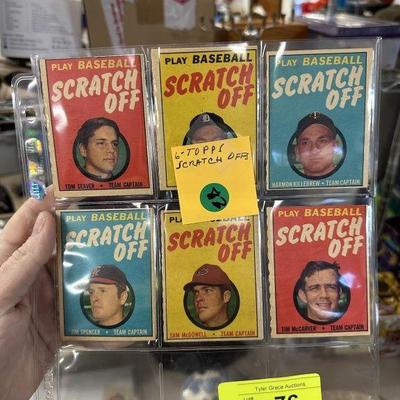 PLAY BASEBALL
SCRATCH
OFF
TOM SEAVER - TEAM CAPTAIN
PLAY BASEBALL
SCRATCH
6-TOPPS
SCRATCH OFFS
PLAY BASEBALL
SCRATCH
OFF
HARMON KILLEBREW - TEAM CAPTAIN
PLAY BASEBALL
SCRATCH
OFF
JIM SPENCER - TEAM CAPTAIN
PLAY BASEBALL
SCRATCH
OFF
SAM McDOWELL - TEAM CAPTAIN
PLAY BASEBALL
SCRATCH
OFF
TIM McCARVER - TEAM CAPTAIN
Tyler Grace Auctions
76